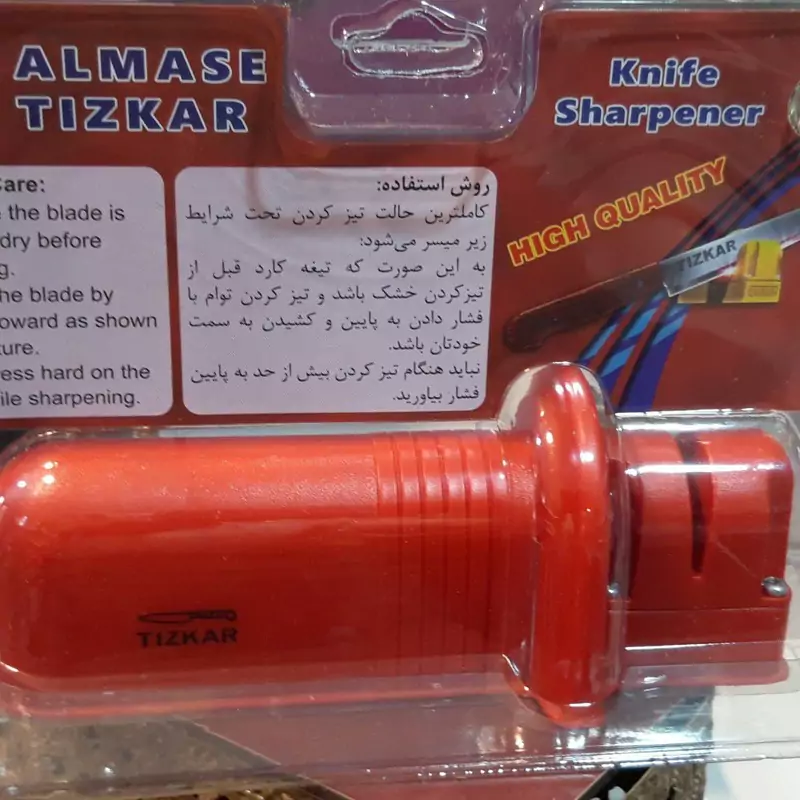 ALMASE
TIZKAR
Knife
Sharpener
HIGH QUALITY
TIZKAR
Care:
the blade is
dry before
g.
he blade by
oward as shown
ture.
ess hard on the
ile sharpening.
روش استفاده:
کاملترین حالت تیز کردن تحت شرایط
زیر میسر می‌شود:
به این صورت که تیغه کارد قبل از
تیزکردن خشک باشد و تیز کردن توام با
فشار دادن به پایین و کشیدن به سمت
خودتان باشد.
نباید هنگام تیز کردن بیش از حد به پایین
فشار بیاورید.
TIZKAR